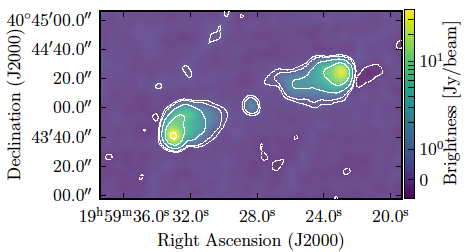 40°45′00.0″
44′40.0″
20.0″
00.0″
43′40.0″
20.0″
00.0″
Declination (J2000)
19ʰ59ᵐ36.0ˢ 32.0ˢ 28.0ˢ 24.0ˢ 20.0ˢ
Right Ascension (J2000)
10¹
10⁰
0
Brightness [Jy/beam]